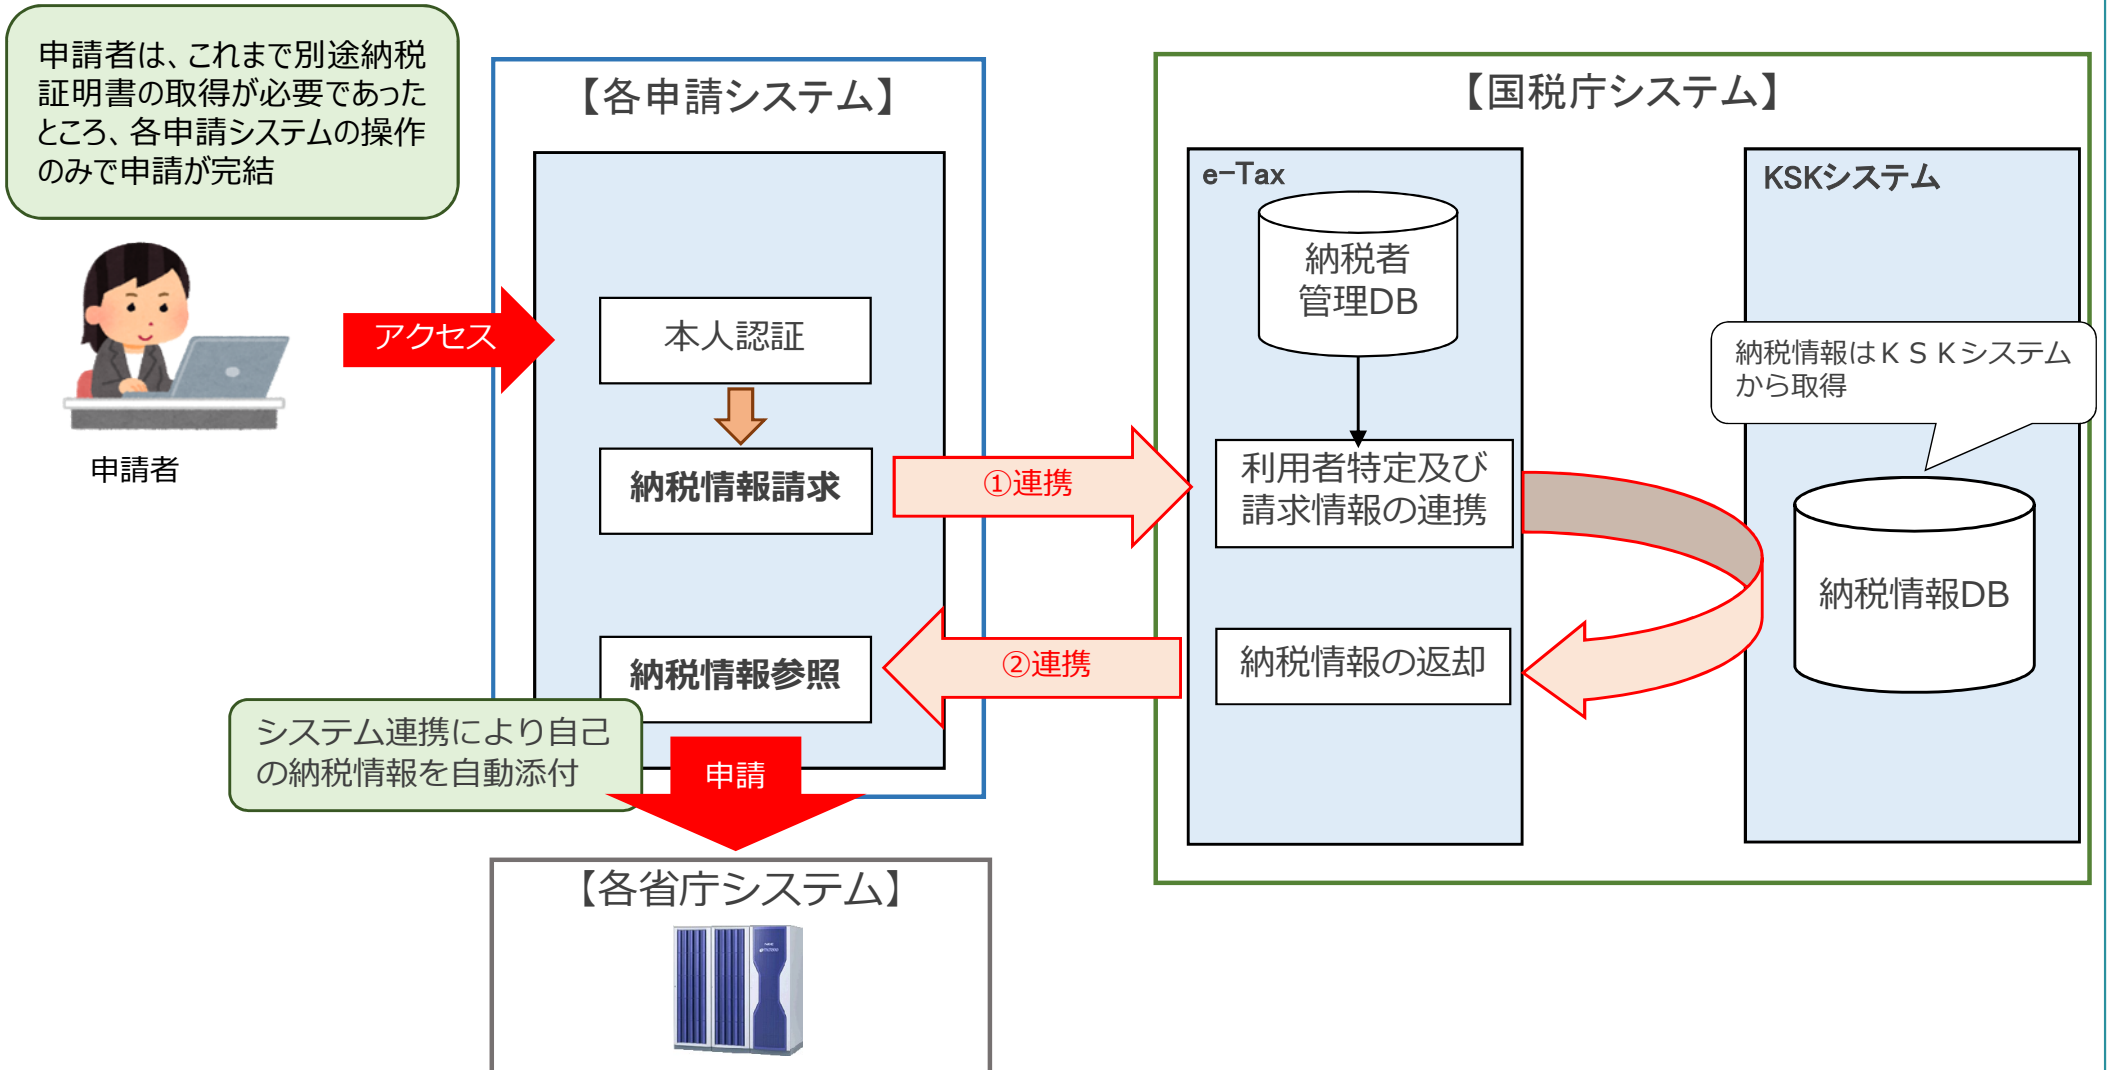 申請者は、これまで別途納税
証明書の取得が必要であった
ところ、各申請システムの操作
のみで申請が完結
申請者
アクセス
【各申請システム】
本人認証
納税情報請求
納税情報参照
システム連携により自己
の納税情報を自動添付
申請
【各省庁システム】
①連携
②連携
【国税庁システム】
e-Tax
納税者
管理DB
利用者特定及び
請求情報の連携
納税情報の返却
KSKシステム
納税情報はKSKシステム
から取得
納税情報DB